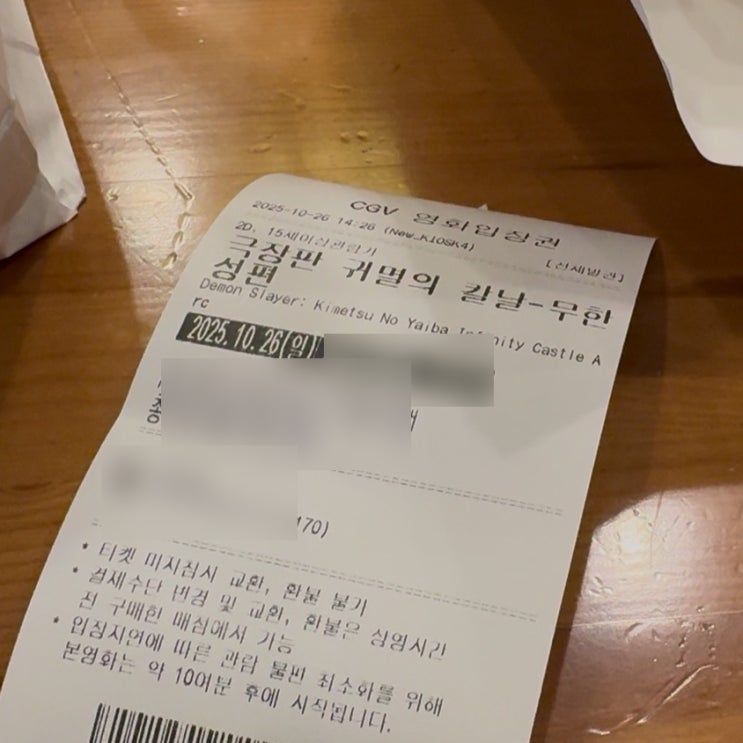 CGV 영화입장권
2025-10-26 14:26 (New_KIOSK4)
[신세발권]
2D, 15세이상관람가
극장판 귀멸의 칼날-무한
성편
Demon Slayer: Kimetsu No Yaiba Infinity Castle A
rc
2025.10.26(일)
170)
* 티켓 미지참시 교환, 환불 불가
* 결제수단 변경 및 교환, 환불은 상영시간
전 구매한 매점에서 가능
* 입장지연에 따른 관람 불편 최소화를 위해
본영화는 약 10여분 후에 시작됩니다.